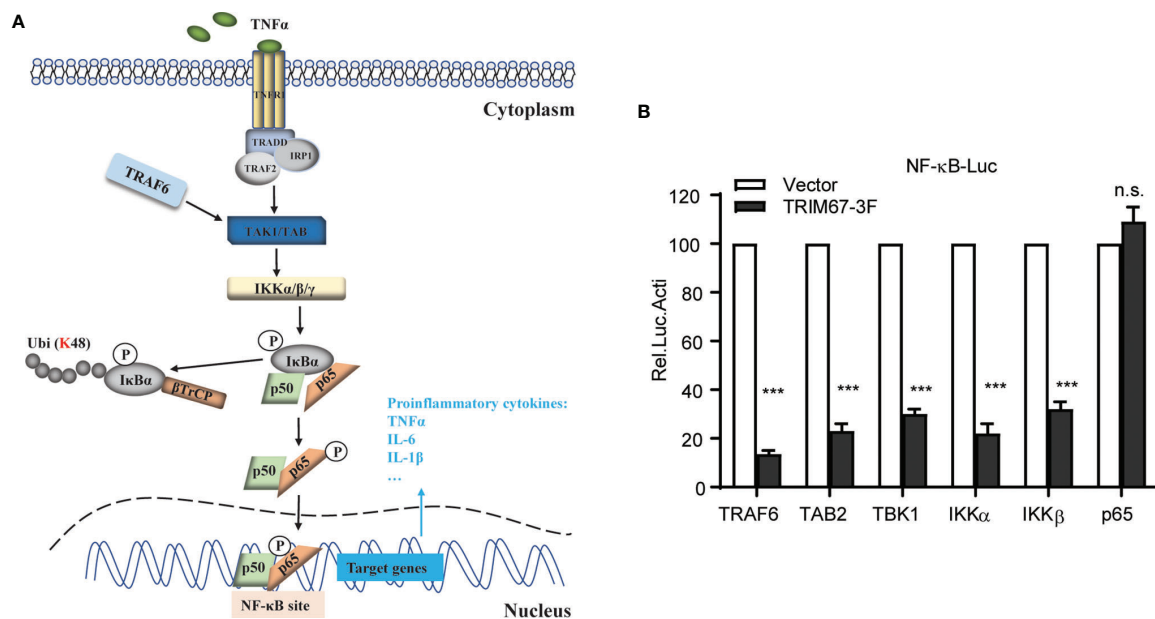 A
TNFα
TNFR1
Cytoplasm
TRADD
IRP1
TRAF2
TRAF6
TAK1/TAB
IKKα/β/γ
P
Ubi (K48)
P
IκBα
IκBα
βTrCP
p50
p65
Proinflammatory cytokines:
TNFα
IL-6
IL-1β
...
p50
p65
P
P
p50
p65
Target genes
NF-κB site
Nucleus
B
NF-κB-Luc
Vector
TRIM67-3F
n.s.
Rel.Luc.Acti
120
100
80
60
40
20
0
***
***
***
***
***
TRAF6
TAB2
TBK1
IKKα
IKKβ
p65